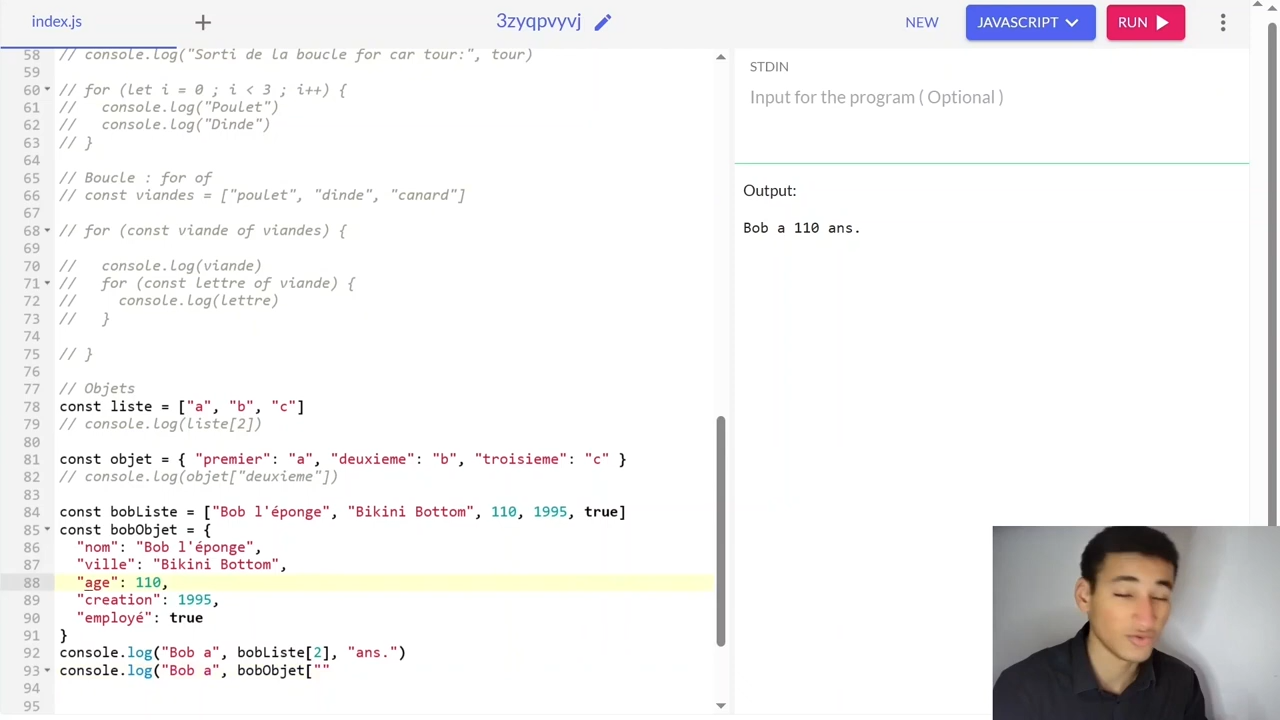 index.js
+
3zyqpvyvj
NEW
JAVASCRIPT
RUN
58 // console.log("Sorti de la boucle for car tour:", tour)
59
60 // for (let i = 0 ; i < 3 ; i++) {
61 //   console.log("Poulet")
62 //   console.log("Dinde")
63 // }
64
65 // Boucle : for of
66 // const viandes = ["poulet", "dinde", "canard"]
67
68 // for (const viande of viandes) {
69
70 //   console.log(viande)
71 //   for (const lettre of viande) {
72 //     console.log(lettre)
73 //   }
74
75 // }
76
77 // Objets
78 const liste = ["a", "b", "c"]
79 // console.log(liste[2])
80
81 const objet = { "premier": "a", "deuxieme": "b", "troisieme": "c" }
82 // console.log(objet["deuxieme"])
83
84 const bobListe = ["Bob l'éponge", "Bikini Bottom", 110, 1995, true]
85 const bobObjet = {
86   "nom": "Bob l'éponge",
87   "ville": "Bikini Bottom",
88   "age": 110,
89   "creation": 1995,
90   "employé": true
91 }
92 console.log("Bob a", bobListe[2], "ans.")
93 console.log("Bob a", bobObjet[""
94
95
STDIN
Input for the program ( Optional )
Output:
Bob a 110 ans.